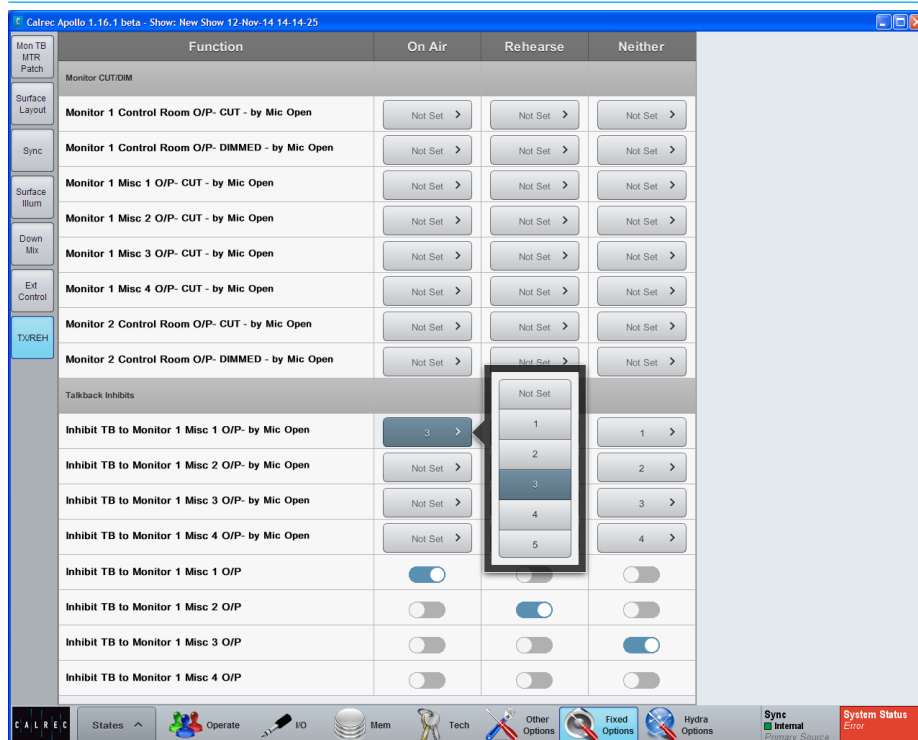 Calrec Apollo 1.16.1 beta - Show: New Show 12-Nov-14 14-14-25
Mon TB
MTR
Patch
Surface
Layout
Sync
Surface
Illum
Down
Mix
Ext
Control
TX/REH
Function On Air Rehearse Neither
Monitor CUT/DIM
Monitor 1 Control Room O/P- CUT - by Mic Open Not Set > Not Set > Not Set >
Monitor 1 Control Room O/P- DIMMED - by Mic Open Not Set > Not Set > Not Set >
Monitor 1 Misc 1 O/P- CUT - by Mic Open Not Set > Not Set > Not Set >
Monitor 1 Misc 2 O/P- CUT - by Mic Open Not Set > Not Set > Not Set >
Monitor 1 Misc 3 O/P- CUT - by Mic Open Not Set > Not Set > Not Set >
Monitor 1 Misc 4 O/P- CUT - by Mic Open Not Set > Not Set > Not Set >
Monitor 2 Control Room O/P- CUT - by Mic Open Not Set > Not Set > Not Set >
Monitor 2 Control Room O/P- DIMMED - by Mic Open Not Set > Not Set > Not Set >
Talkback Inhibits
Inhibit TB to Monitor 1 Misc 1 O/P- by Mic Open 3 > 1 >
Inhibit TB to Monitor 1 Misc 2 O/P- by Mic Open Not Set > 2 >
Inhibit TB to Monitor 1 Misc 3 O/P- by Mic Open Not Set > 3 >
Inhibit TB to Monitor 1 Misc 4 O/P- by Mic Open Not Set > 4 >
Not Set
1
2
3
4
5
Inhibit TB to Monitor 1 Misc 1 O/P
Inhibit TB to Monitor 1 Misc 2 O/P
Inhibit TB to Monitor 1 Misc 3 O/P
Inhibit TB to Monitor 1 Misc 4 O/P
CALREC
States
Operate
I/O
Mem
Tech
Other
Options
Fixed
Options
Hydra
Options
Sync
Internal
Primary Source
System Status
Error